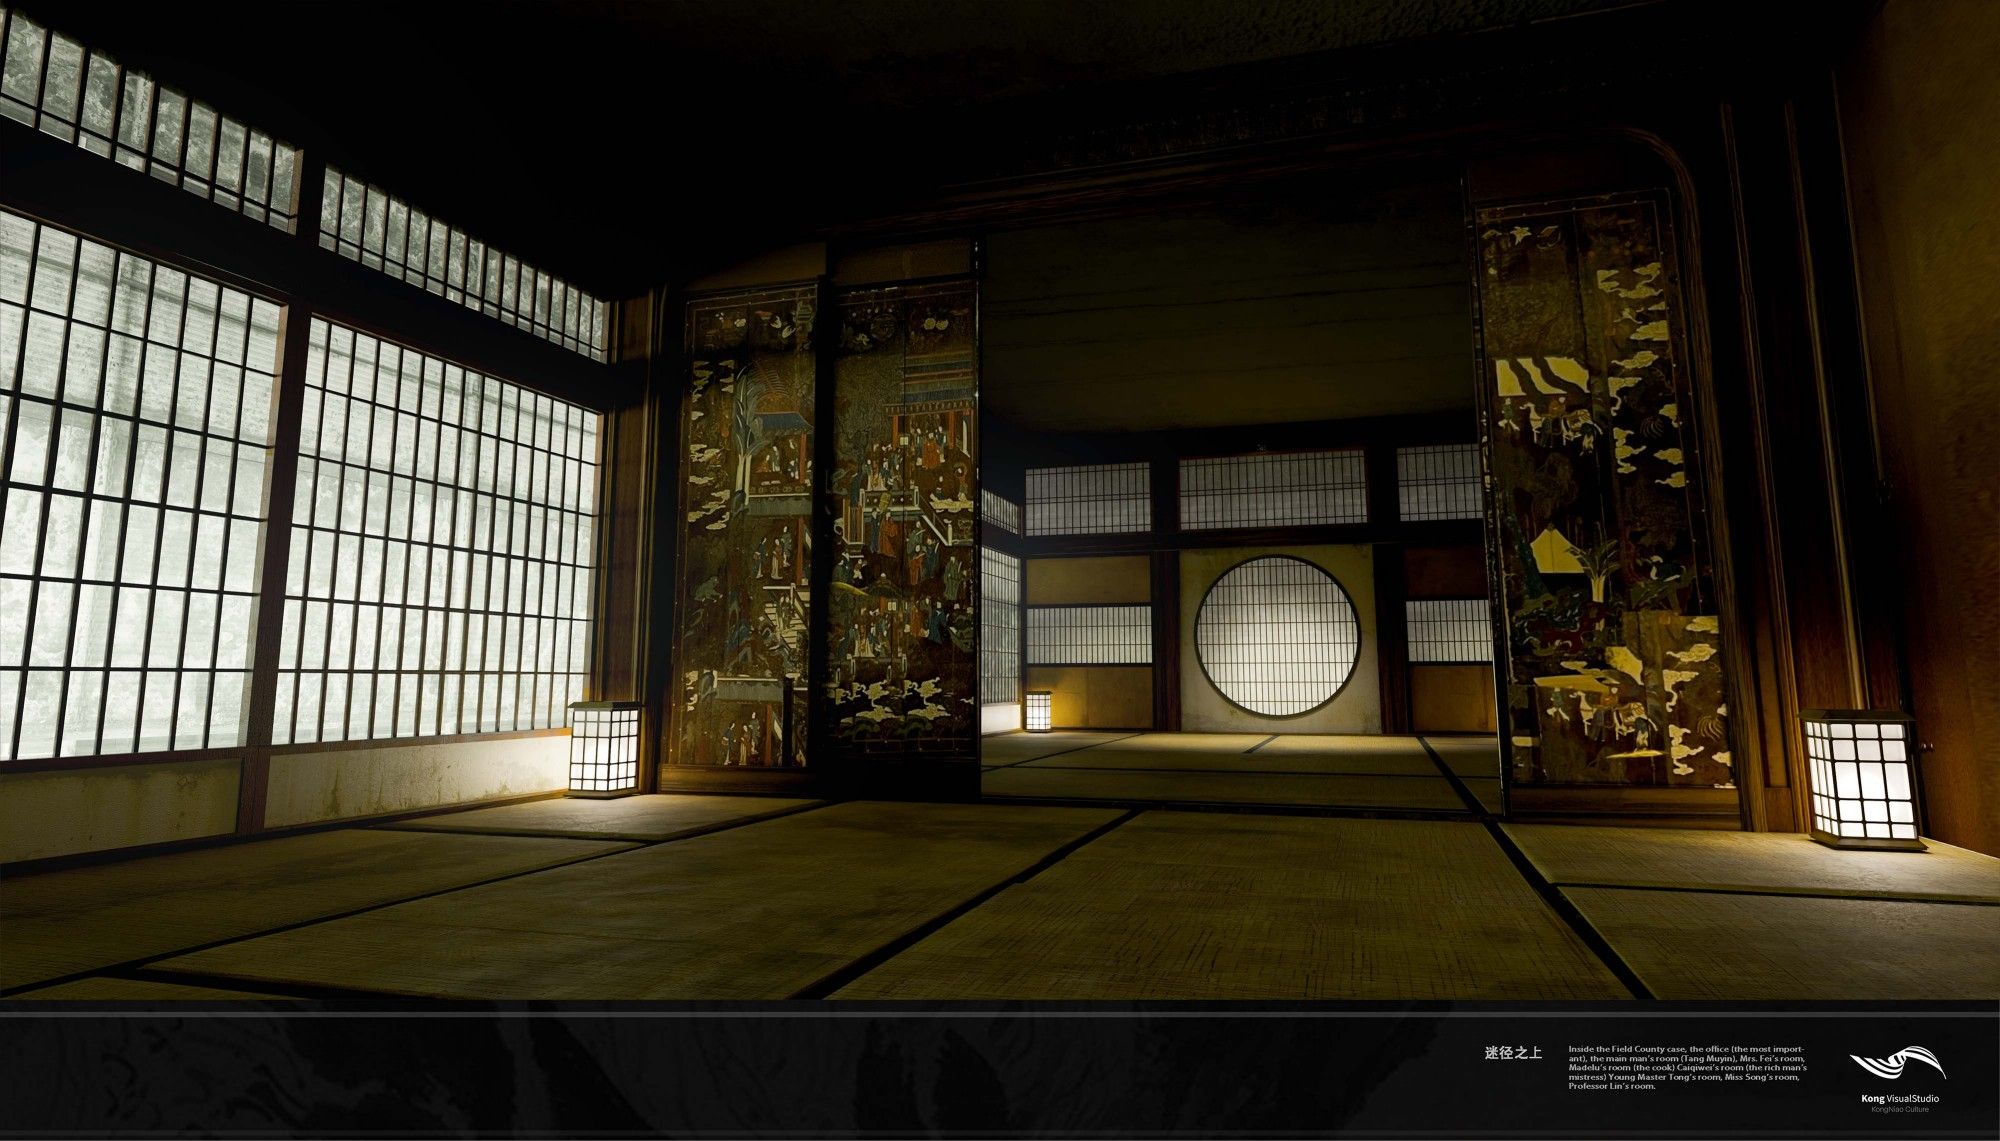 迷径之上
Inside the Field County case, the office (the most import-
ant), the main man's room (Tang Muyin), Mrs. Fei's room,
Madelu's room (the cook) Caiqiwei's room (the rich man's
mistress) Young Master Tong's room, Miss Song's room,
Professor Lin's room.
Kong VisualStudio
KongNiao Culture